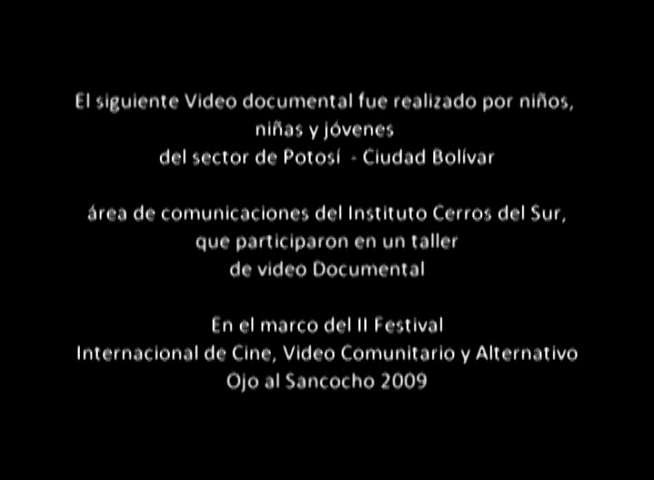 El siguiente Video documental fue realizado por niños,
niñas y jóvenes
del sector de Potosí - Ciudad Bolívar
área de comunicaciones del Instituto Cerros del Sur,
que participaron en un taller
de video Documental
En el marco del II Festival
Internacional de Cine, Video Comunitario y Alternativo
Ojo al Sancocho 2009